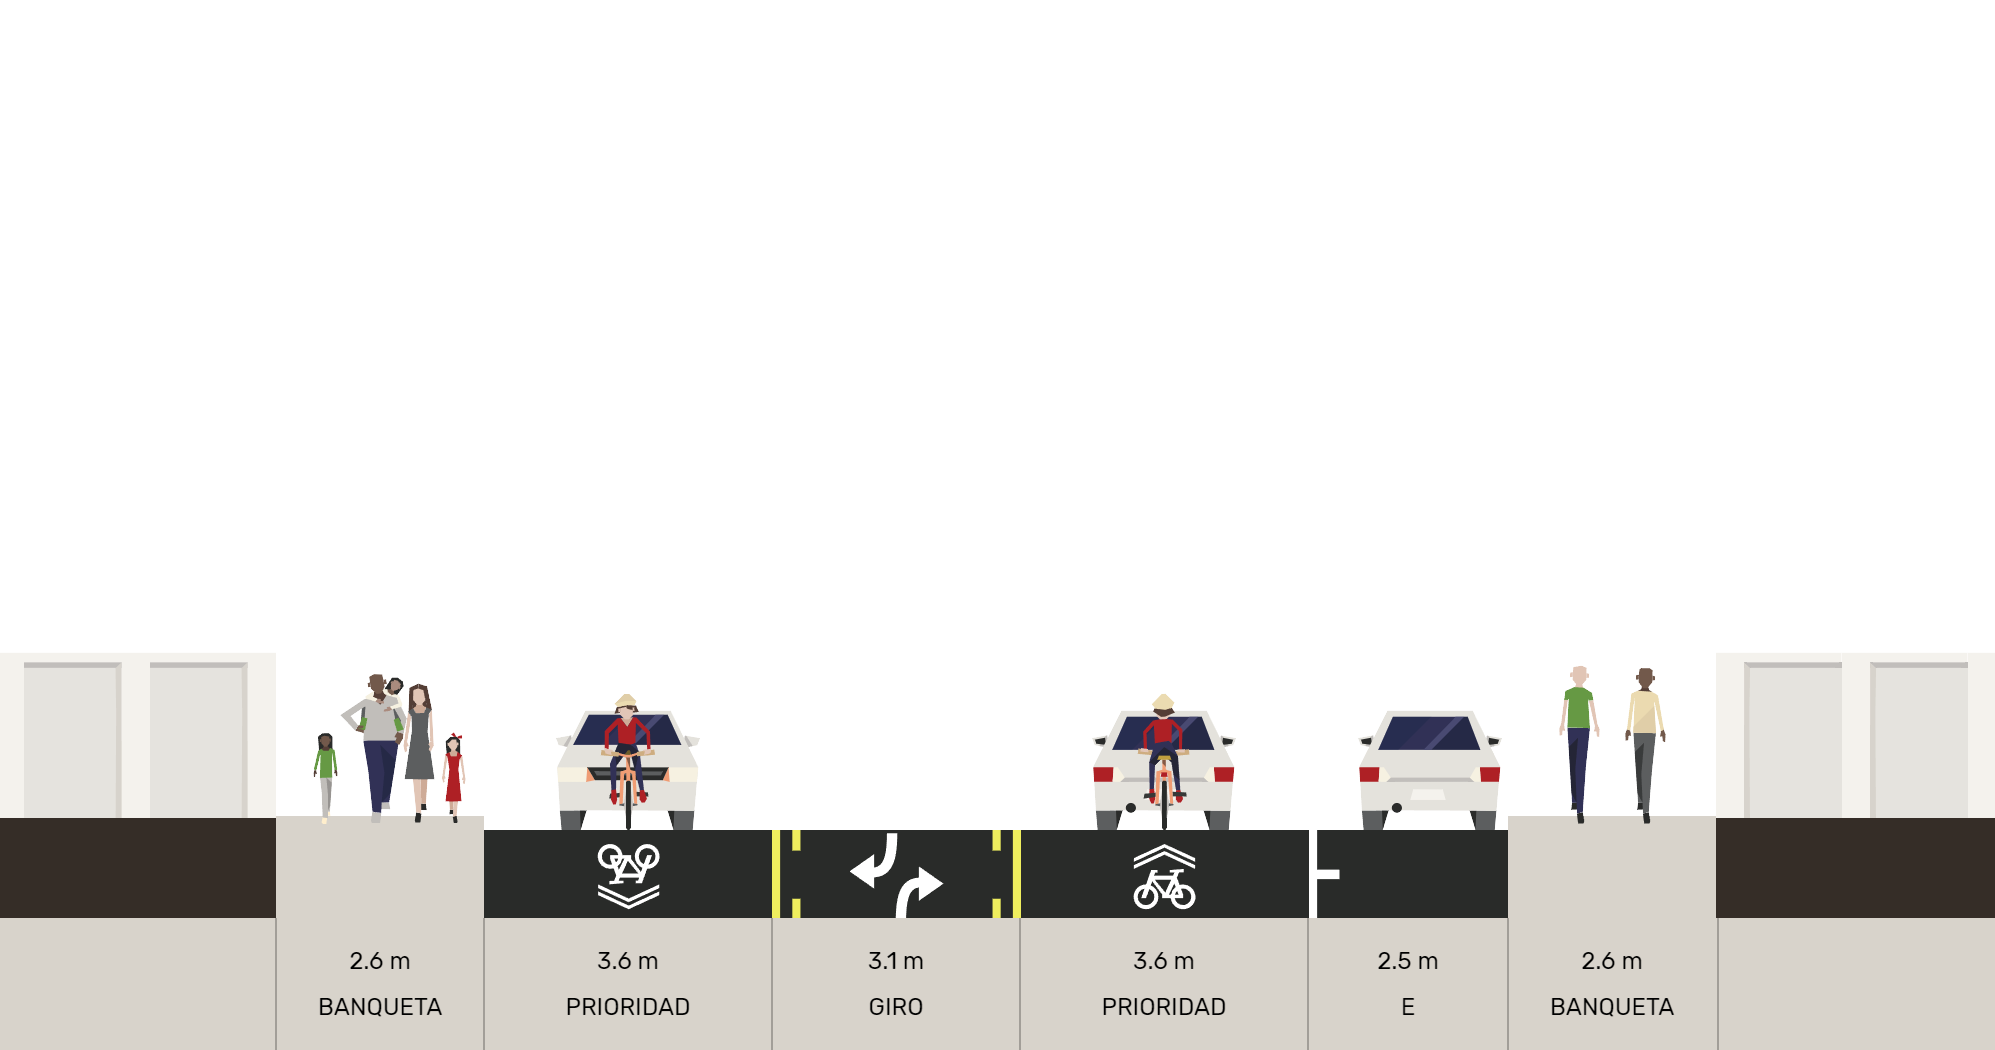 2.6 m
BANQUETA
3.6 m
PRIORIDAD
3.1 m
GIRO
3.6 m
PRIORIDAD
2.5 m
E
2.6 m
BANQUETA